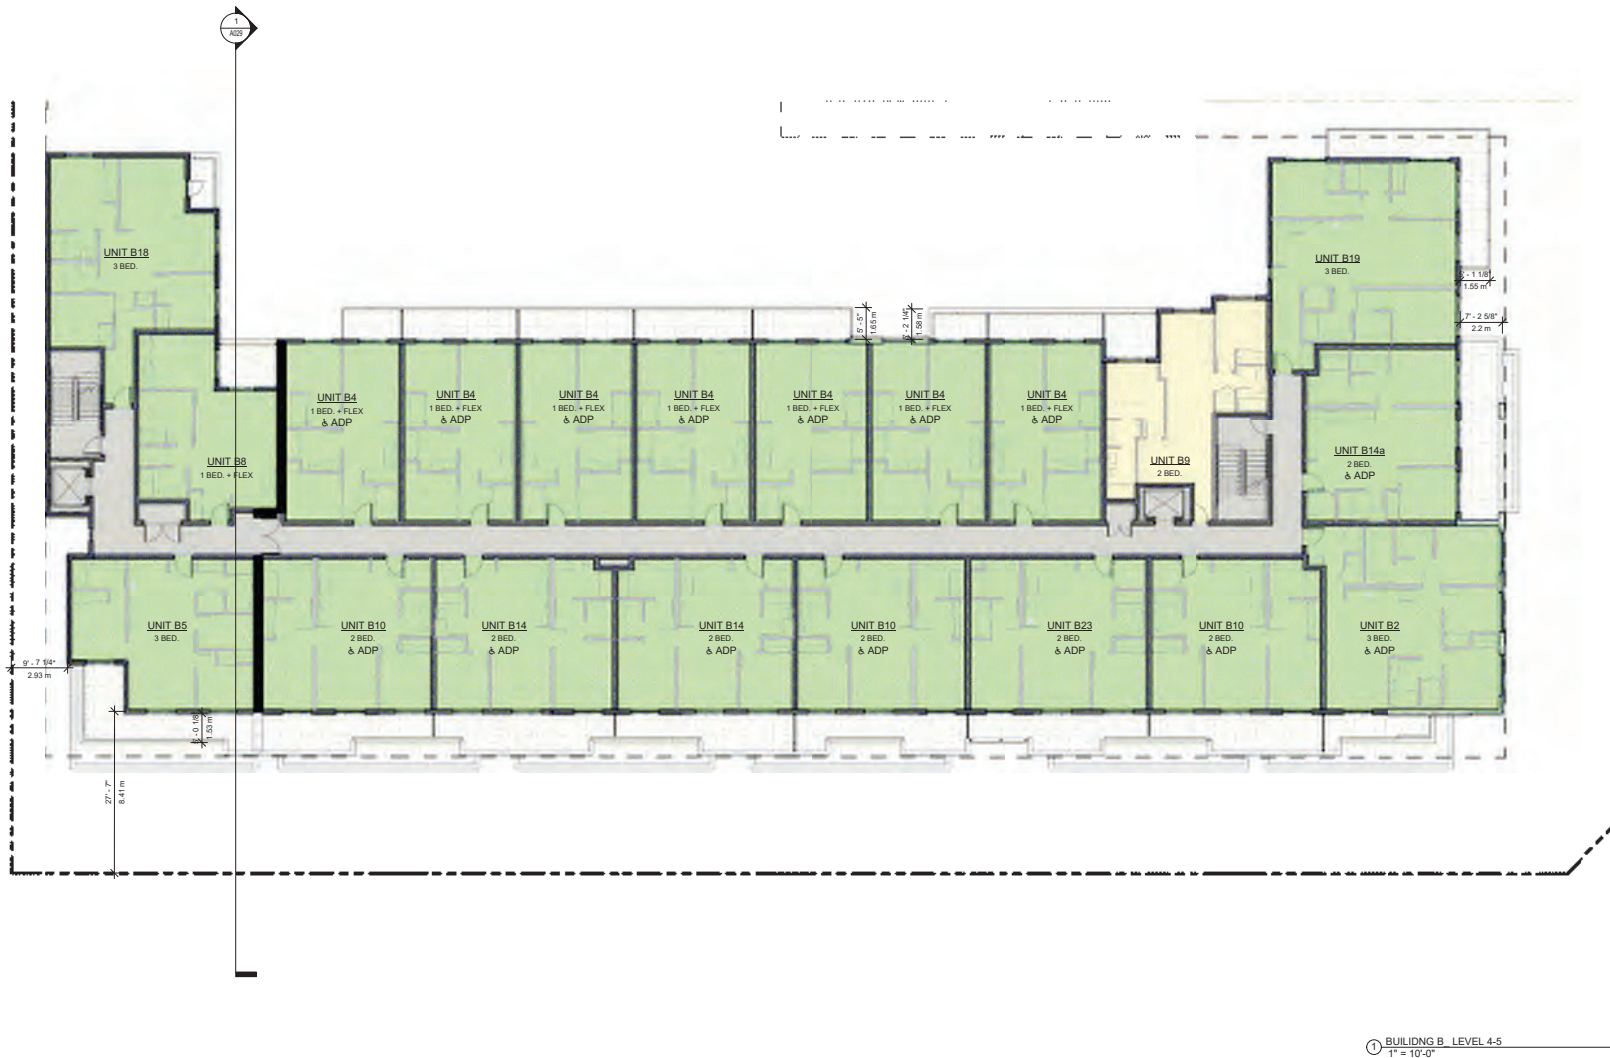 1
A029
UNIT B18
3 BED.
UNIT B19
3 BED.
1 1/8"
1.55 m
7' - 2 5/8"
2.2 m
5' - 5"
1.65 m
2 1/4"
1.58 m
UNIT B4
1 BED. + FLEX
♿ ADP
UNIT B4
1 BED. + FLEX
♿ ADP
UNIT B4
1 BED. + FLEX
♿ ADP
UNIT B4
1 BED. + FLEX
♿ ADP
UNIT B4
1 BED. + FLEX
♿ ADP
UNIT B4
1 BED. + FLEX
♿ ADP
UNIT B4
1 BED. + FLEX
♿ ADP
UNIT B8
1 BED. + FLEX
UNIT B9
2 BED.
UNIT B14a
2 BED.
♿ ADP
UNIT B5
3 BED.
UNIT B10
2 BED.
♿ ADP
UNIT B14
2 BED.
♿ ADP
UNIT B14
2 BED.
♿ ADP
UNIT B10
2 BED.
♿ ADP
UNIT B23
2 BED.
♿ ADP
UNIT B10
2 BED.
♿ ADP
UNIT B2
3 BED.
♿ ADP
9' - 7 1/4"
2.93 m
0 1/8"
1.53 m
27' - 7"
8.41 m
1
BUILIDNG B_ LEVEL 4-5
1" = 10'-0"